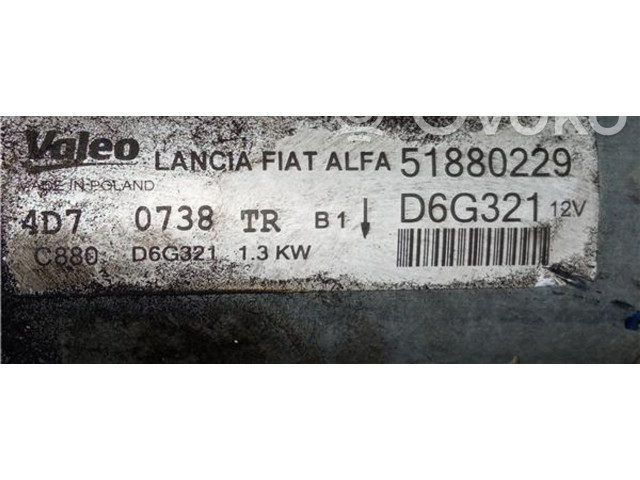 Valeo LANCIA FIAT ALFA 51880229
MADE IN POLAND
4D7 0738 TR B1 D6G321 12V
C880 D6G321 1.3 KW